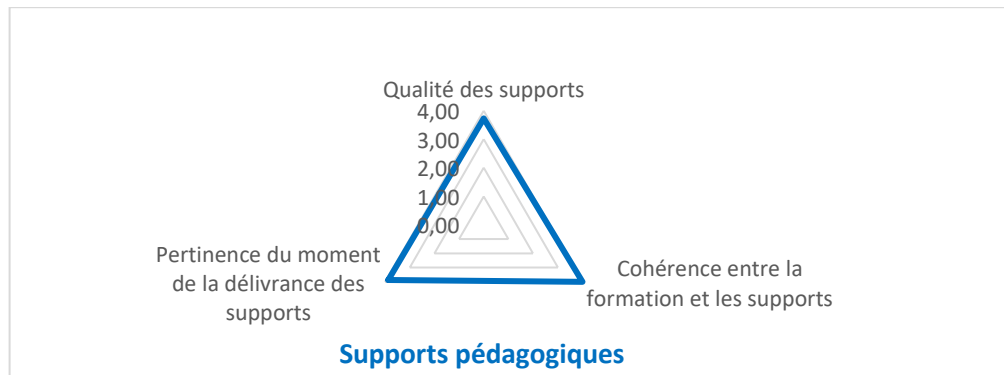 Qualité des supports
4,00
3,00
2,00
1,00
0,00
Pertinence du moment
de la délivrance des
supports
Cohérence entre la
formation et les supports
Supports pédagogiques